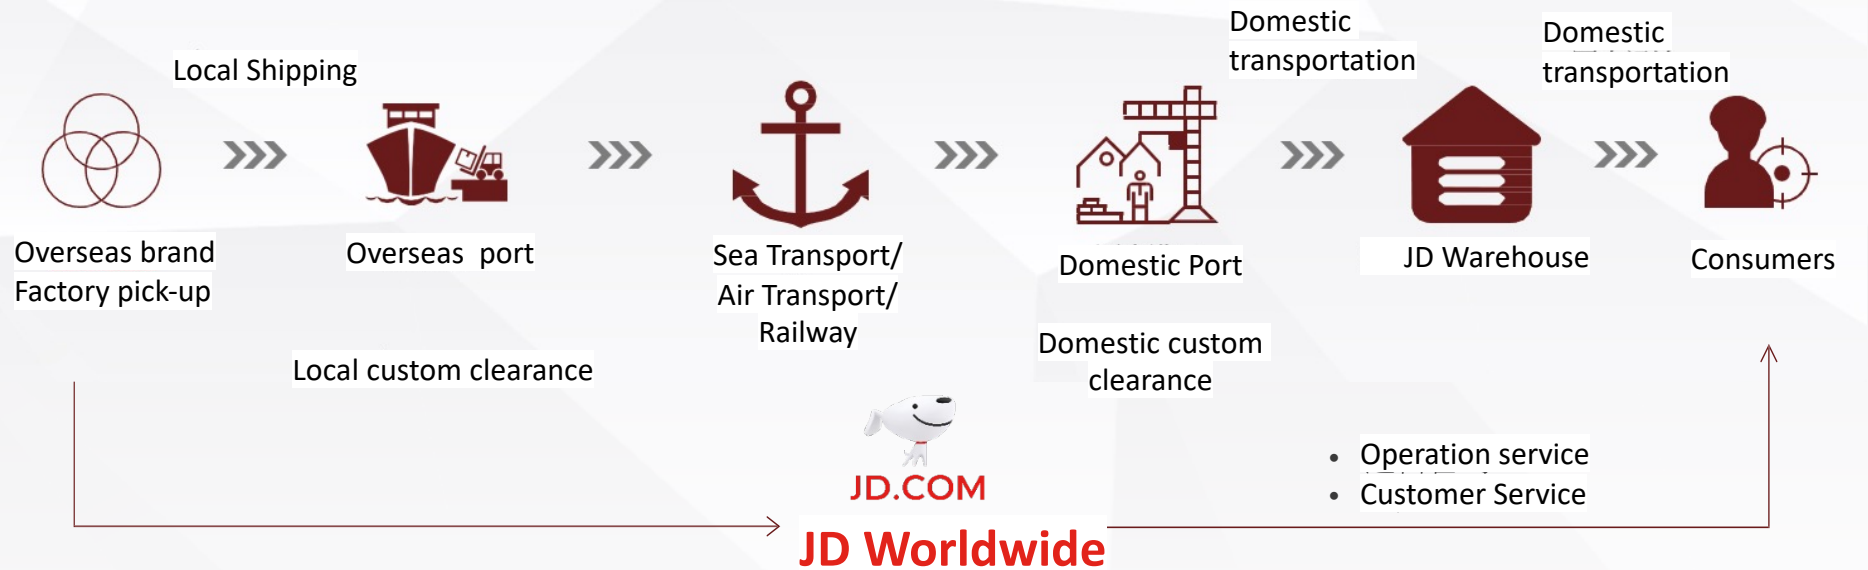 Local Shipping
Domestic
transportation
Domestic
transportation
Overseas brand
Factory pick-up
Overseas port
Sea Transport/
Air Transport/
Railway
Domestic Port
JD Warehouse
Consumers
Local custom clearance
Domestic custom
clearance
JD.COM
JD Worldwide
• Operation service
• Customer Service